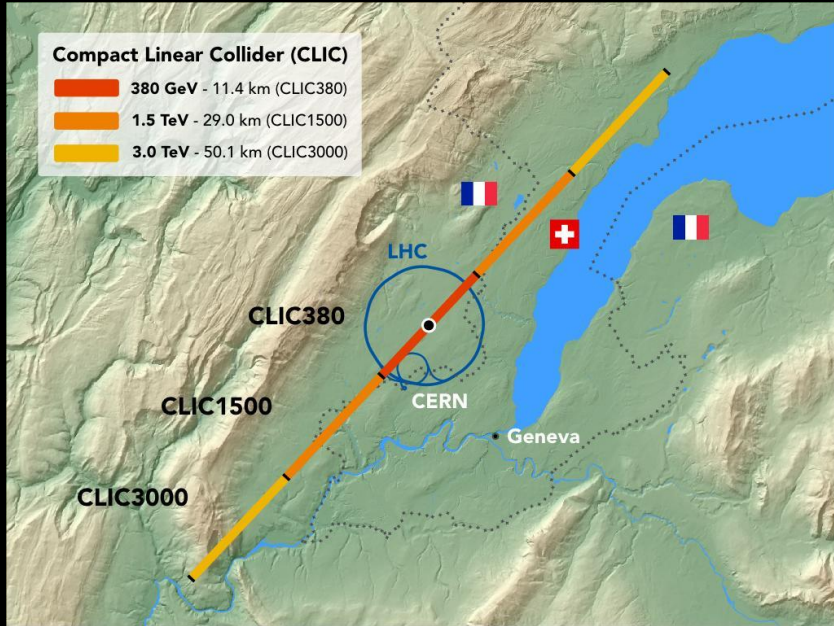 Compact Linear Collider (CLIC)
380 GeV - 11.4 km (CLIC380)
1.5 TeV - 29.0 km (CLIC1500)
3.0 TeV - 50.1 km (CLIC3000)
LHC
CLIC380
CLIC1500
CERN
Geneva
CLIC3000